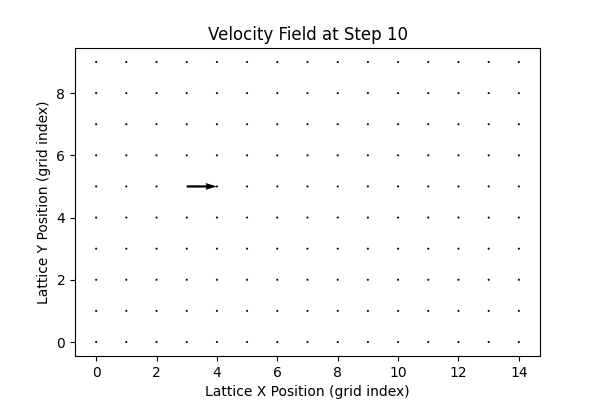 Velocity Field at Step 10
Lattice Y Position (grid index)
8
6
4
2
0
0 2 4 6 8 10 12 14
Lattice X Position (grid index)